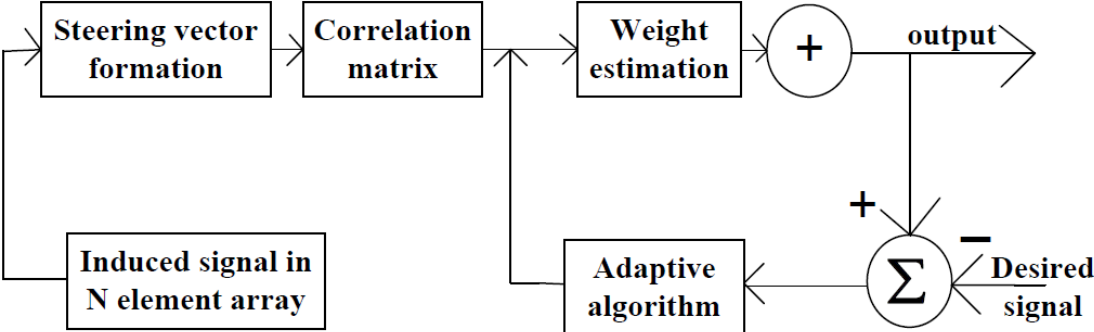 Steering vector
formation
Correlation
matrix
Weight
estimation
+
output
+
−
Induced signal in
N element array
Adaptive
algorithm
Σ
Desired
signal